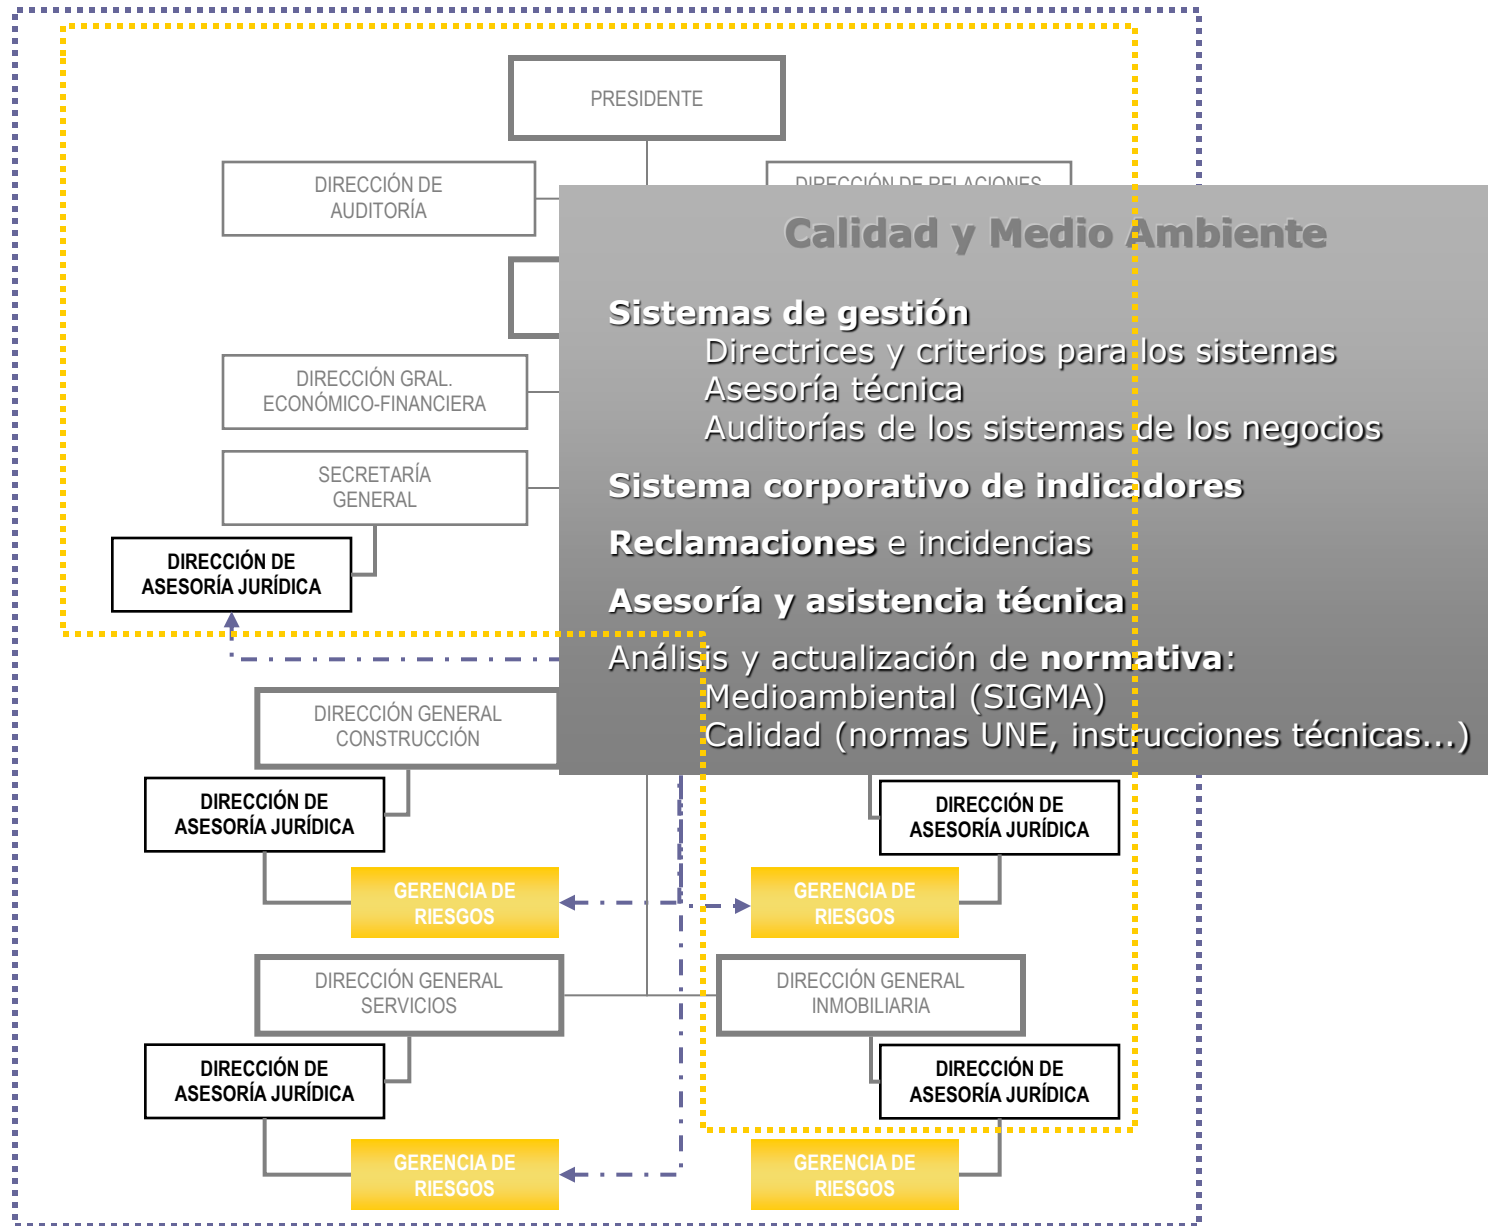 PRESIDENTE
DIRECCIÓN DE
AUDITORÍA
DIRECCIÓN DE RELACIONES
Calidad y Medio Ambiente
Sistemas de gestión
Directrices y criterios para los sistemas
Asesoría técnica
Auditorías de los sistemas de los negocios
Sistema corporativo de indicadores
Reclamaciones e incidencias
Asesoría y asistencia técnica
Análisis y actualización de normativa:
Medioambiental (SIGMA)
Calidad (normas UNE, instrucciones técnicas...)
DIRECCIÓN GRAL.
ECONÓMICO-FINANCIERA
SECRETARÍA
GENERAL
DIRECCIÓN DE
ASESORÍA JURÍDICA
DIRECCIÓN GENERAL
CONSTRUCCIÓN
DIRECCIÓN DE
ASESORÍA JURÍDICA
DIRECCIÓN DE
ASESORÍA JURÍDICA
GERENCIA DE
RIESGOS
GERENCIA DE
RIESGOS
DIRECCIÓN GENERAL
SERVICIOS
DIRECCIÓN GENERAL
INMOBILIARIA
DIRECCIÓN DE
ASESORÍA JURÍDICA
DIRECCIÓN DE
ASESORÍA JURÍDICA
GERENCIA DE
RIESGOS
GERENCIA DE
RIESGOS